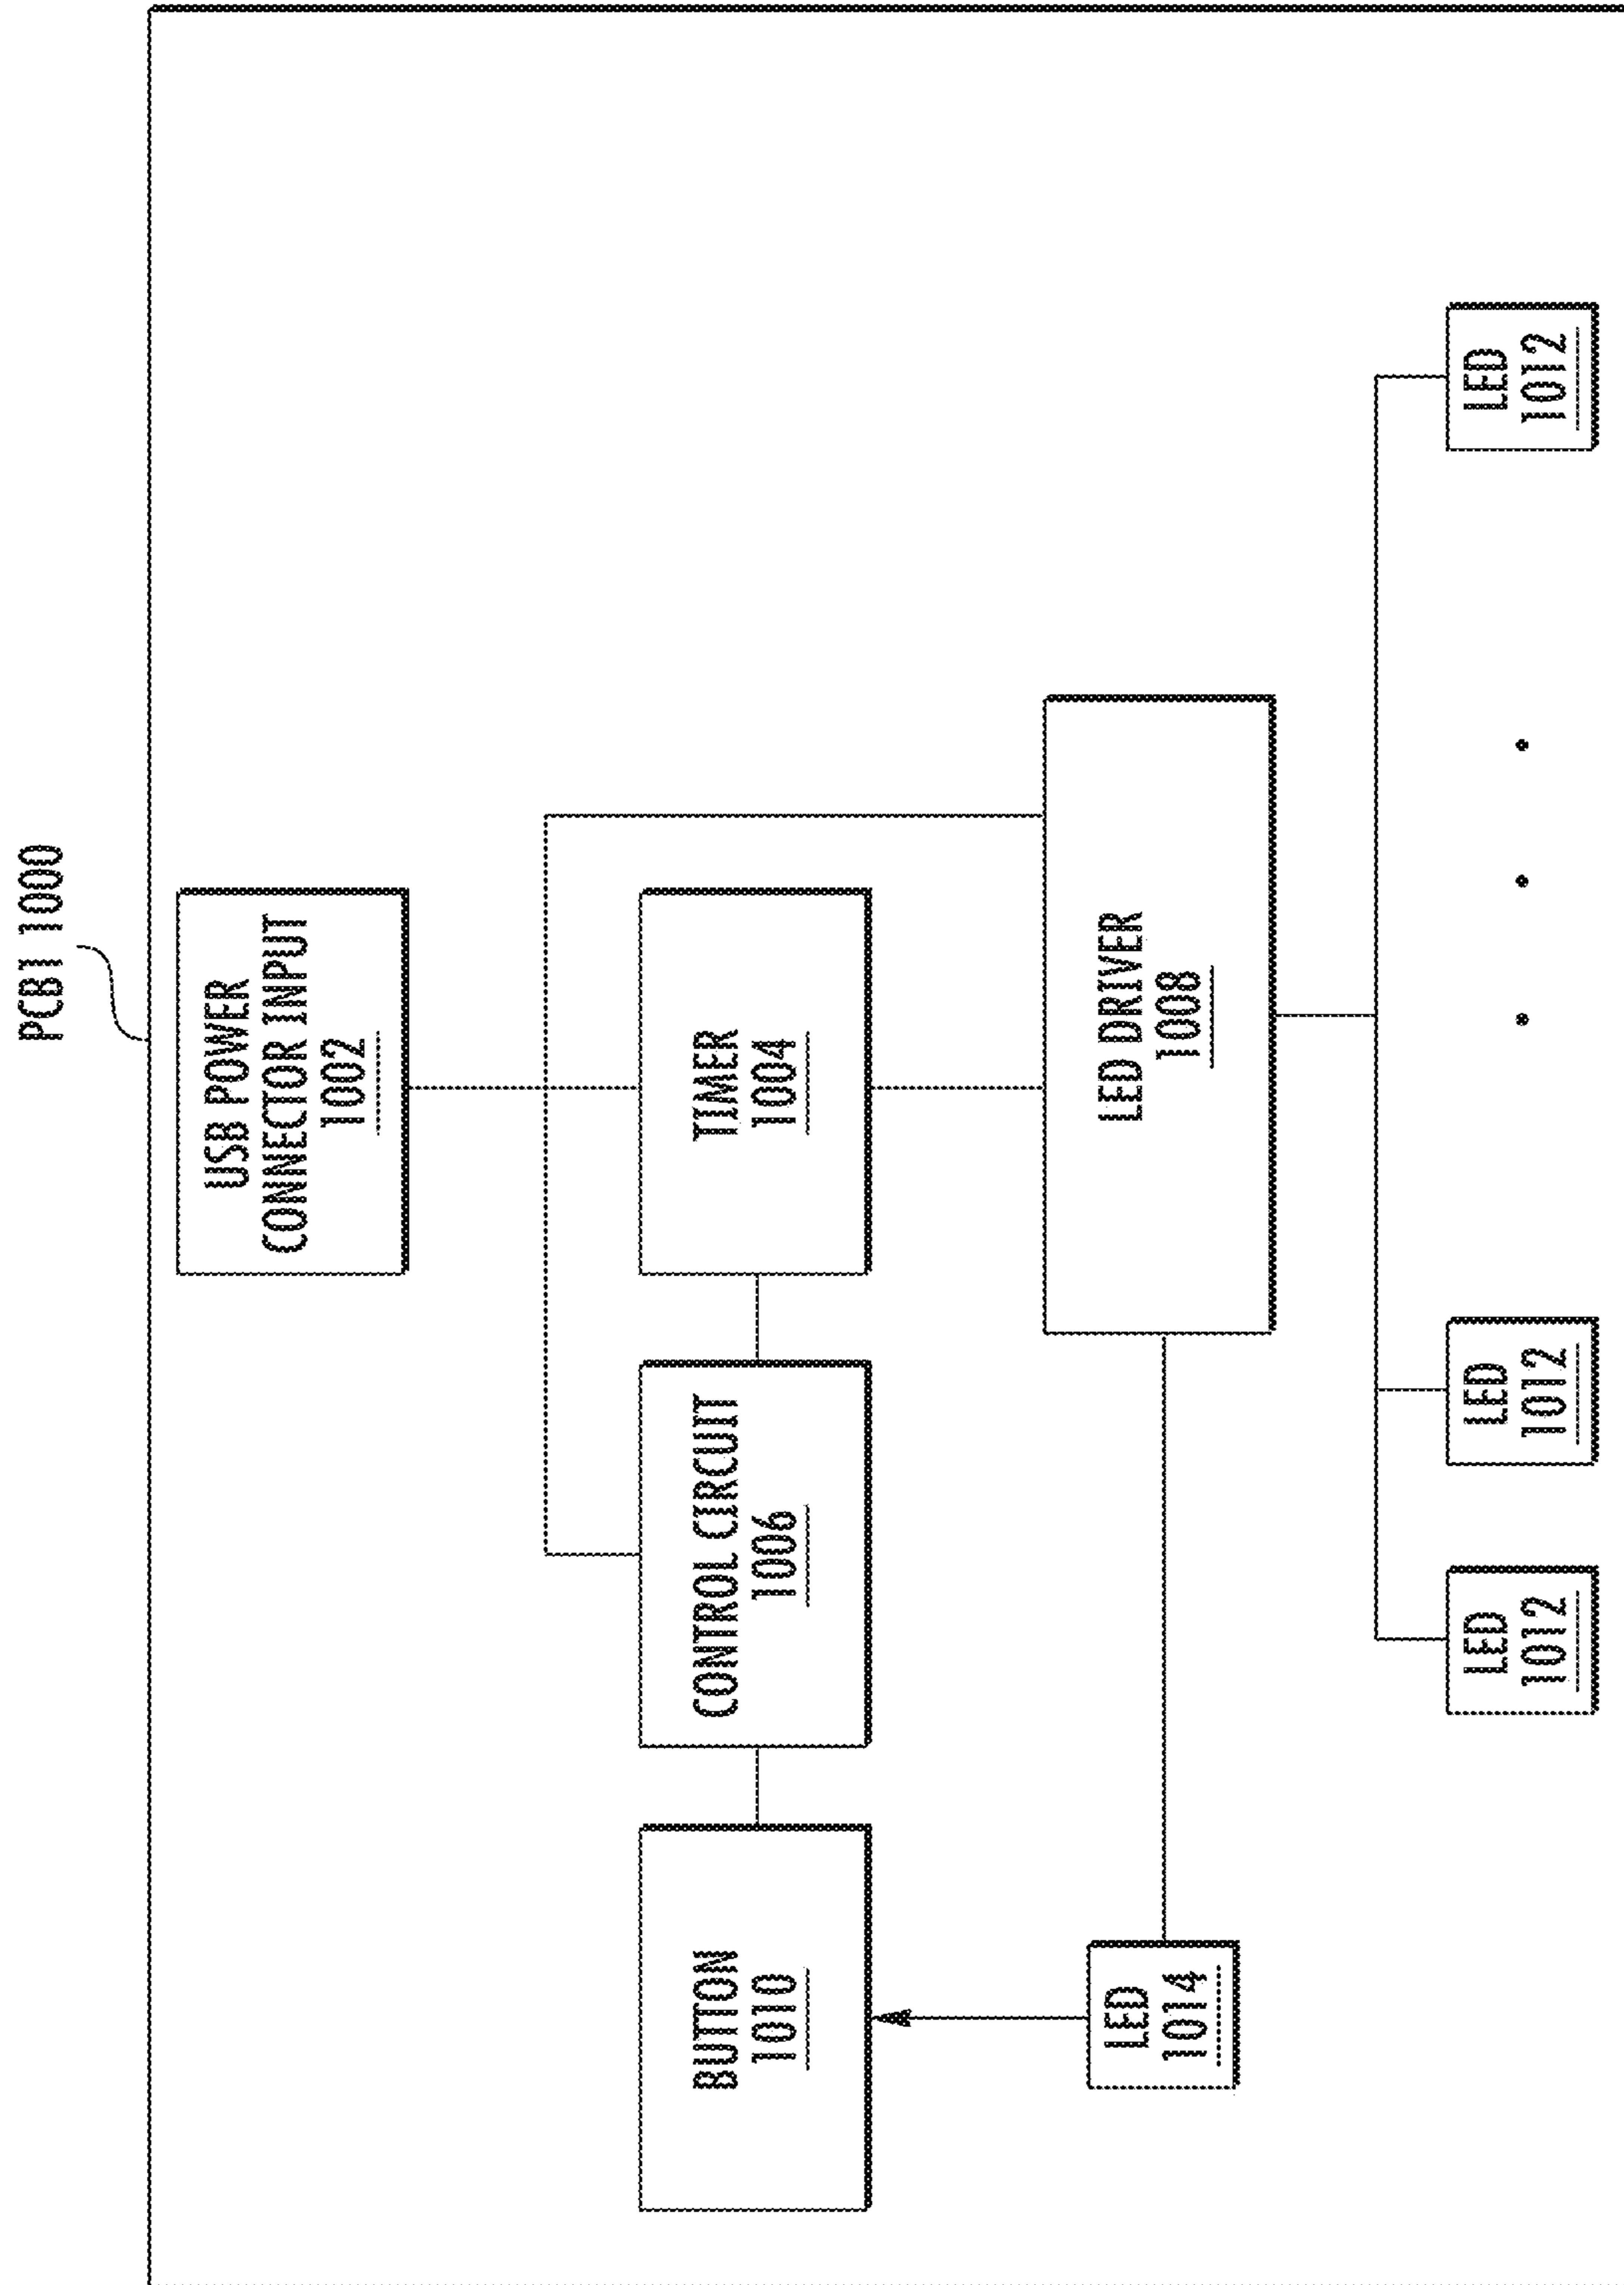 PCB1 1000
USB POWER
CONNECTOR INPUT
1002
BUTTON
1010
CONTROL CIRCUIT
1006
TIMER
1004
LED
1014
LED DRIVER
1008
LED
1012
LED
1012
LED
1012